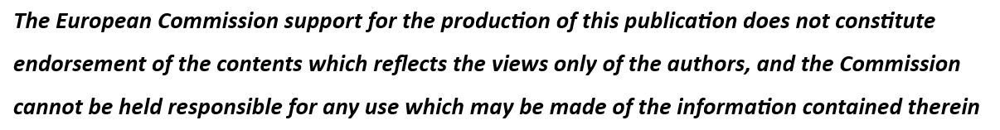 The European Commission support for the production of this publication does not constitute
endorsement of the contents which reflects the views only of the authors, and the Commission
cannot be held responsible for any use which may be made of the information contained therein